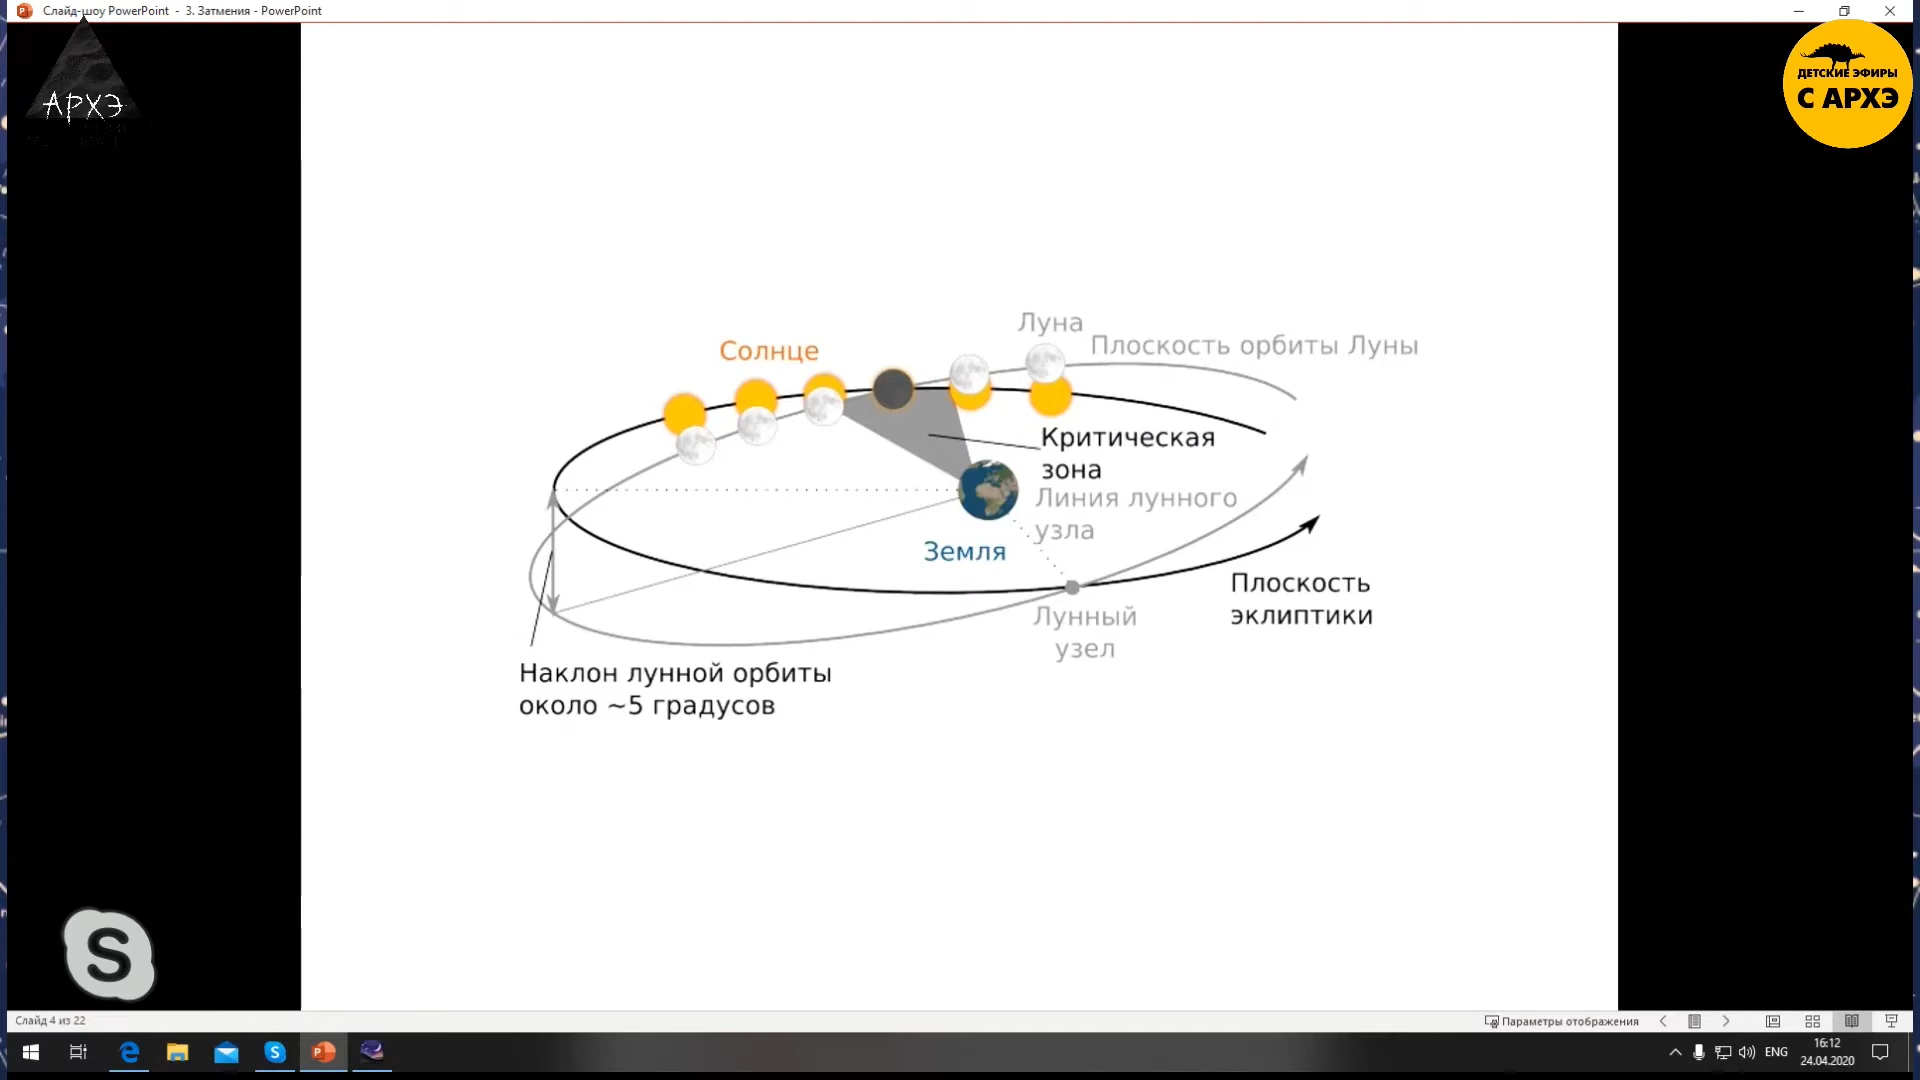 Слайд-шоу PowerPoint - 3. Затмения - PowerPoint
АРХЭ
ДЕТСКИЕ ЭФИРЫ
С АРХЭ
Луна
Солнце
Плоскость орбиты Луны
Критическая
зона
Линия лунного
узла
Земля
Плоскость
эклиптики
Лунный
узел
Наклон лунной орбиты
около ~5 градусов
S
Слайд 4 из 22
Параметры отображения
ENG
16:12
24.04.2020